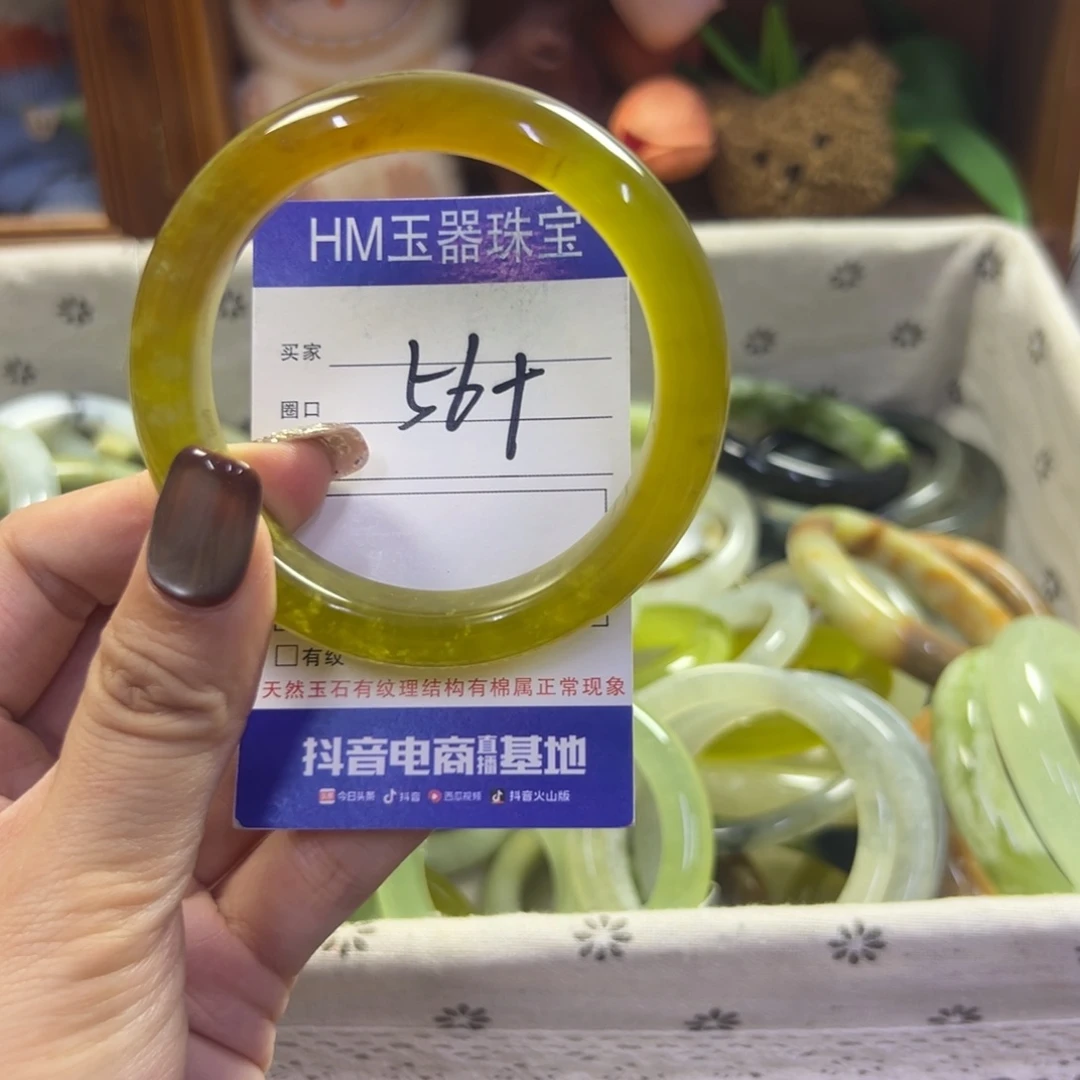 HM玉器珠宝
买家
圈口
56+
□有纹
天然玉石有纹理结构有棉属正常现象
抖音电商直播基地
今日头条 抖音 西瓜视频 抖音火山版